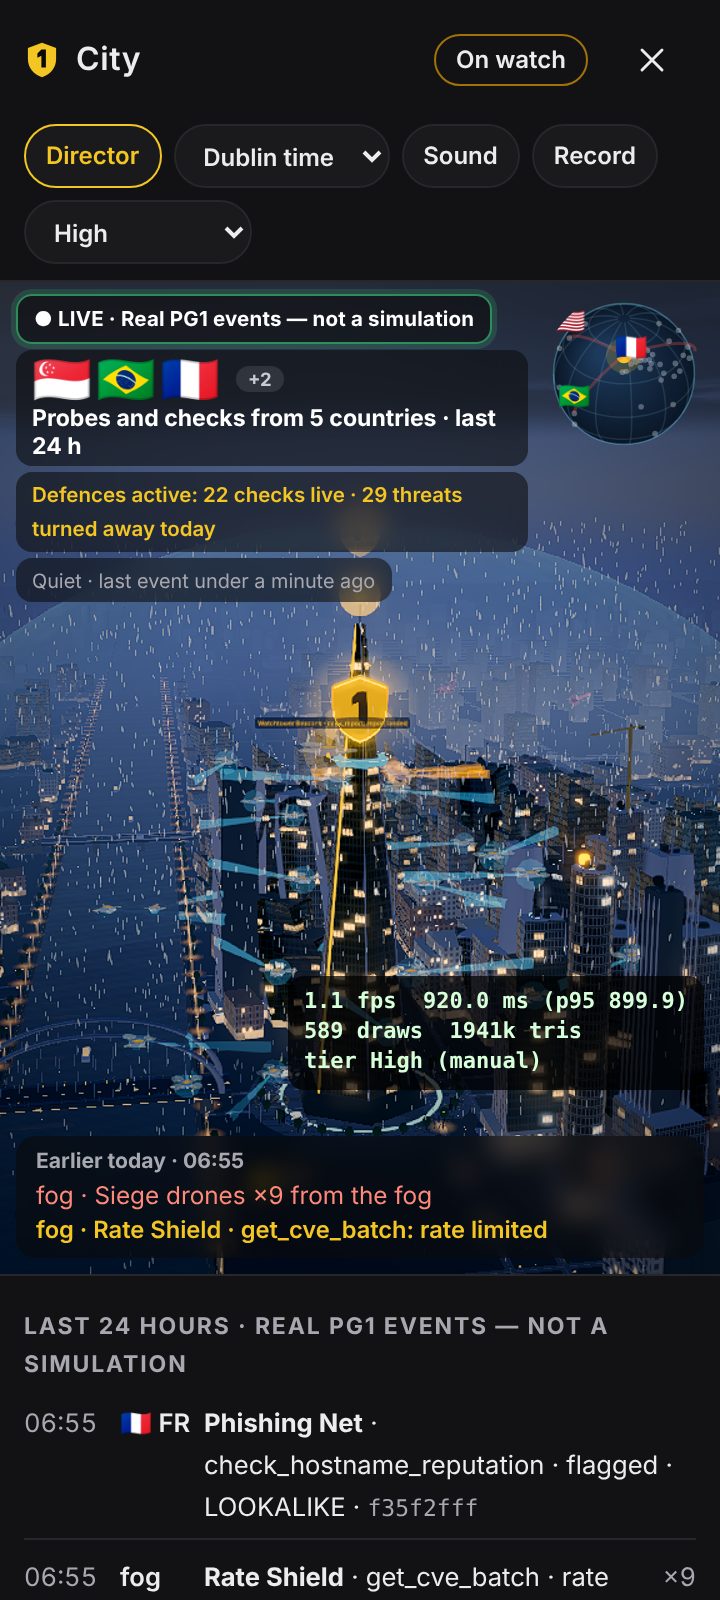 1 City
On watch
Director
Dublin time
Sound
Record
High
LIVE · Real PG1 events — not a simulation
+2
Probes and checks from 5 countries · last
24 h
Defences active: 22 checks live · 29 threats
turned away today
Quiet · last event under a minute ago
1
1.1 fps 920.0 ms (p95 899.9)
589 draws 1941k tris
tier High (manual)
Earlier today · 06:55
fog · Siege drones ×9 from the fog
fog · Rate Shield · get_cve_batch: rate limited
LAST 24 HOURS · REAL PG1 EVENTS — NOT A
SIMULATION
06:55 FR Phishing Net ·
check_hostname_reputation · flagged ·
LOOKALIKE · f35f2fff
06:55 fog Rate Shield · get_cve_batch · rate ×9